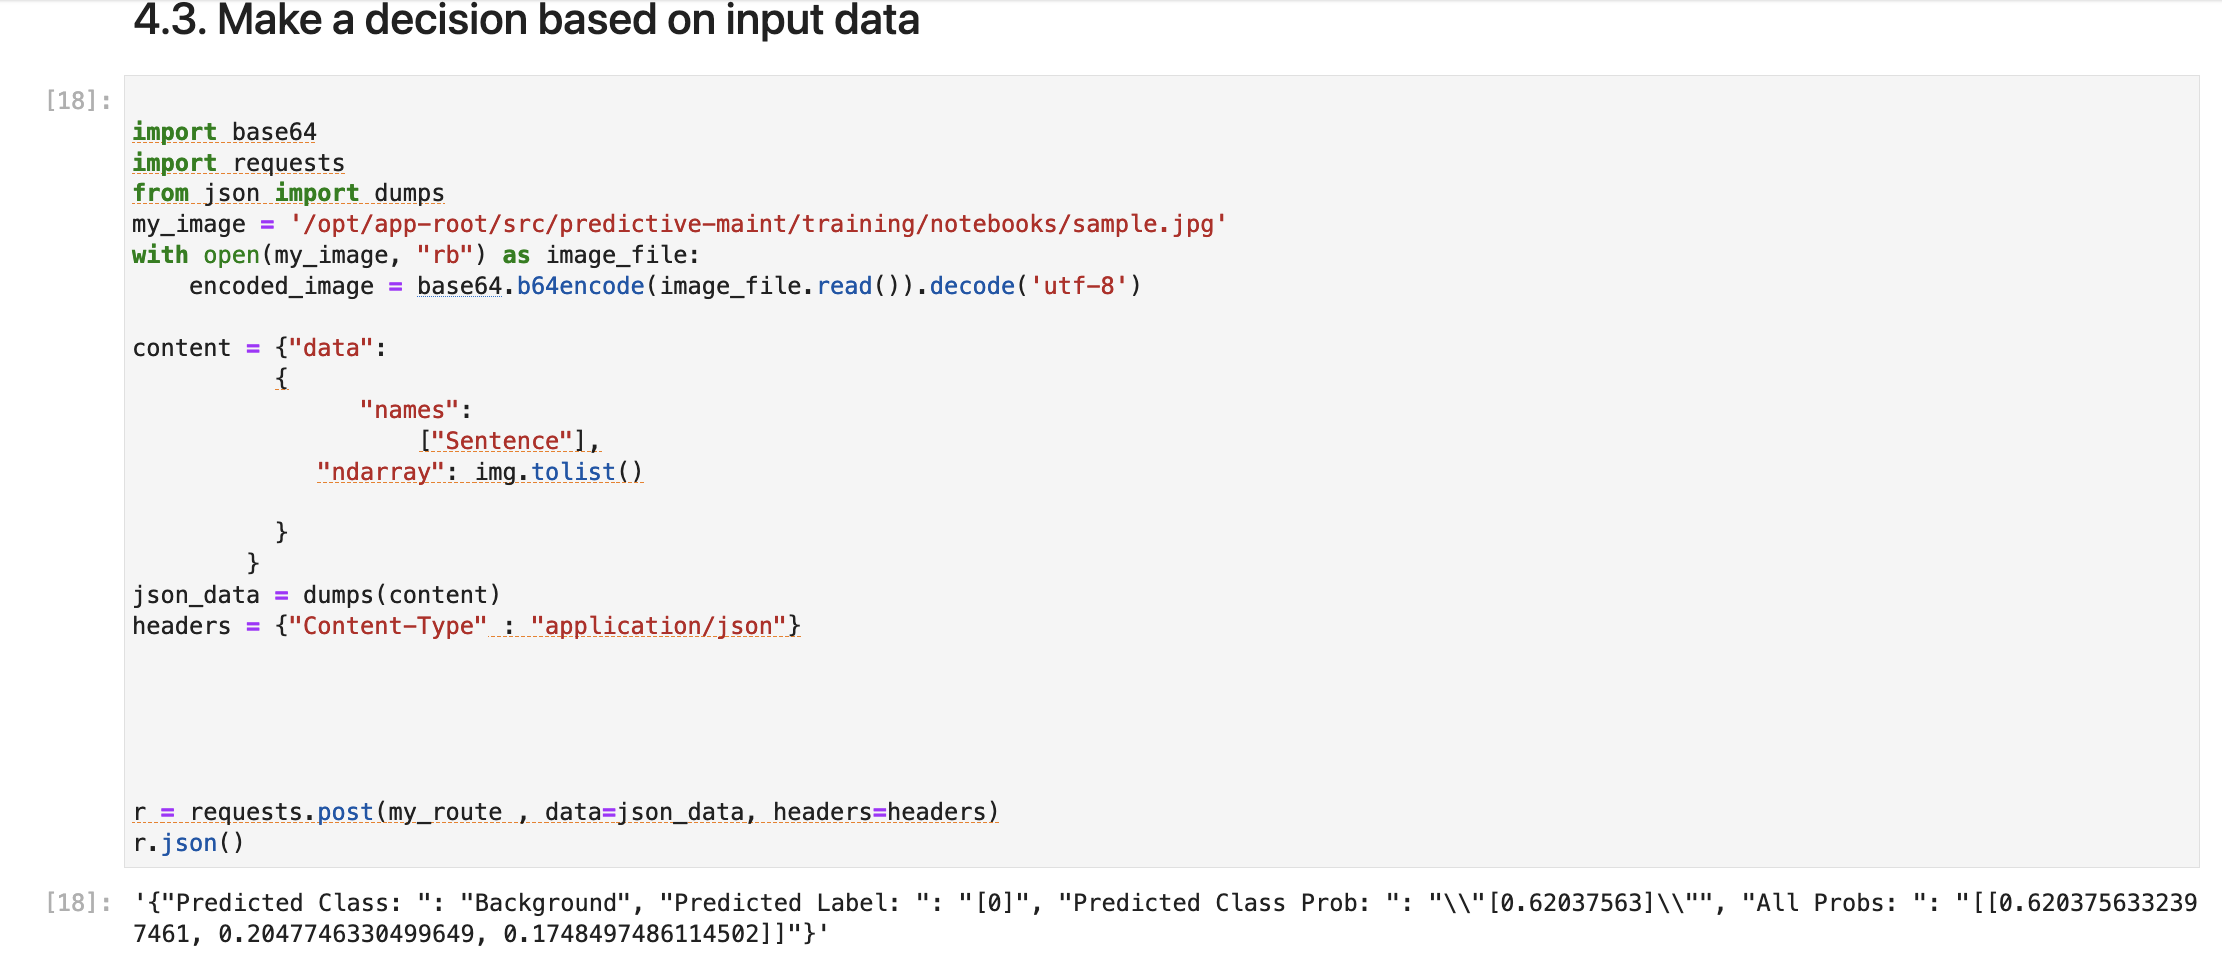 4.3. Make a decision based on input data
[18]:
import base64
import requests
from json import dumps
my_image = '/opt/app-root/src/predictive-maint/training/notebooks/sample.jpg'
with open(my_image, "rb") as image_file:
    encoded_image = base64.b64encode(image_file.read()).decode('utf-8')
content = {"data":
          {
                "names":
                    ["Sentence"],
             "ndarray": img.tolist()
          }
        }
json_data = dumps(content)
headers = {"Content-Type" : "application/json"}
r = requests.post(my_route , data=json_data, headers=headers)
r.json()
[18]: '{"Predicted Class: ": "Background", "Predicted Label: ": "[0]", "Predicted Class Prob: ": "\\"[0.62037563]\\"", "All Probs: ": "[[0.620375633239
7461, 0.2047746330499649, 0.1748497486114502]]"}'